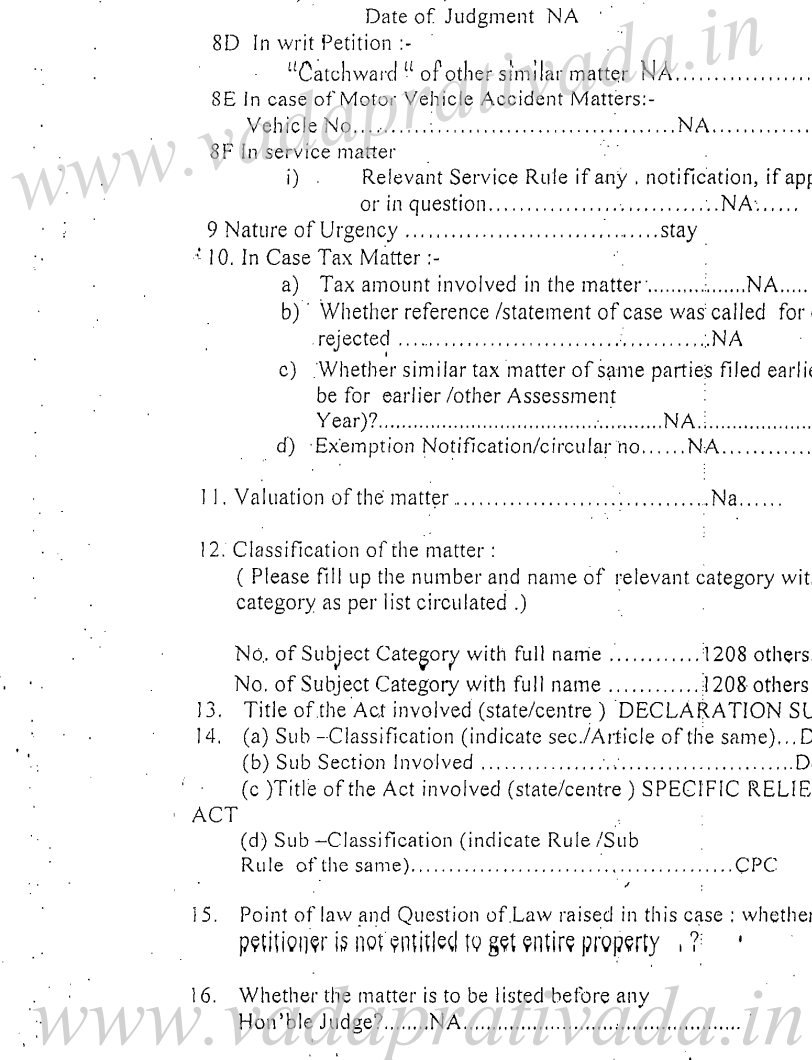 Date of Judgment NA
8D In writ Petition :-
"Catchward " of other similar matter NA..................
8E In case of Motor Vehicle Accident Matters:-
Vehicle No.............................................NA.............
8F In service matter
i) Relevant Service Rule if any . notification, if app
or in question................................NA......
9 Nature of Urgency ...................................stay
10. In Case Tax Matter :-
a) Tax amount involved in the matter .................NA.....
b) Whether reference /statement of case was called for
rejected ...........................................NA
c) Whether similar tax matter of same parties filed earlie
be for earlier /other Assessment
Year)?.................................................NA.....................
d) Exemption Notification/circular no......NA.............
11. Valuation of the matter ....................................Na......
12. Classification of the matter :
( Please fill up the number and name of relevant category wit
category as per list circulated .)
No. of Subject Category with full name .............1208 others
No. of Subject Category with full name .............1208 others
13. Title of the Act involved (state/centre ) DECLARATION SU
14. (a) Sub –Classification (indicate sec./Article of the same)...D
(b) Sub Section Involved ..........................................D
(c )Title of the Act involved (state/centre ) SPECIFIC RELIE
ACT
(d) Sub –Classification (indicate Rule /Sub
Rule of the same)...........................................CPC
15. Point of law and Question of Law raised in this case : whether
petitioner is not entitled to get entire property , ?
16. Whether the matter is to be listed before any
Hon'ble Judge?.......NA..........................................
www.vadaprativada.in
www.vadaprativada.in